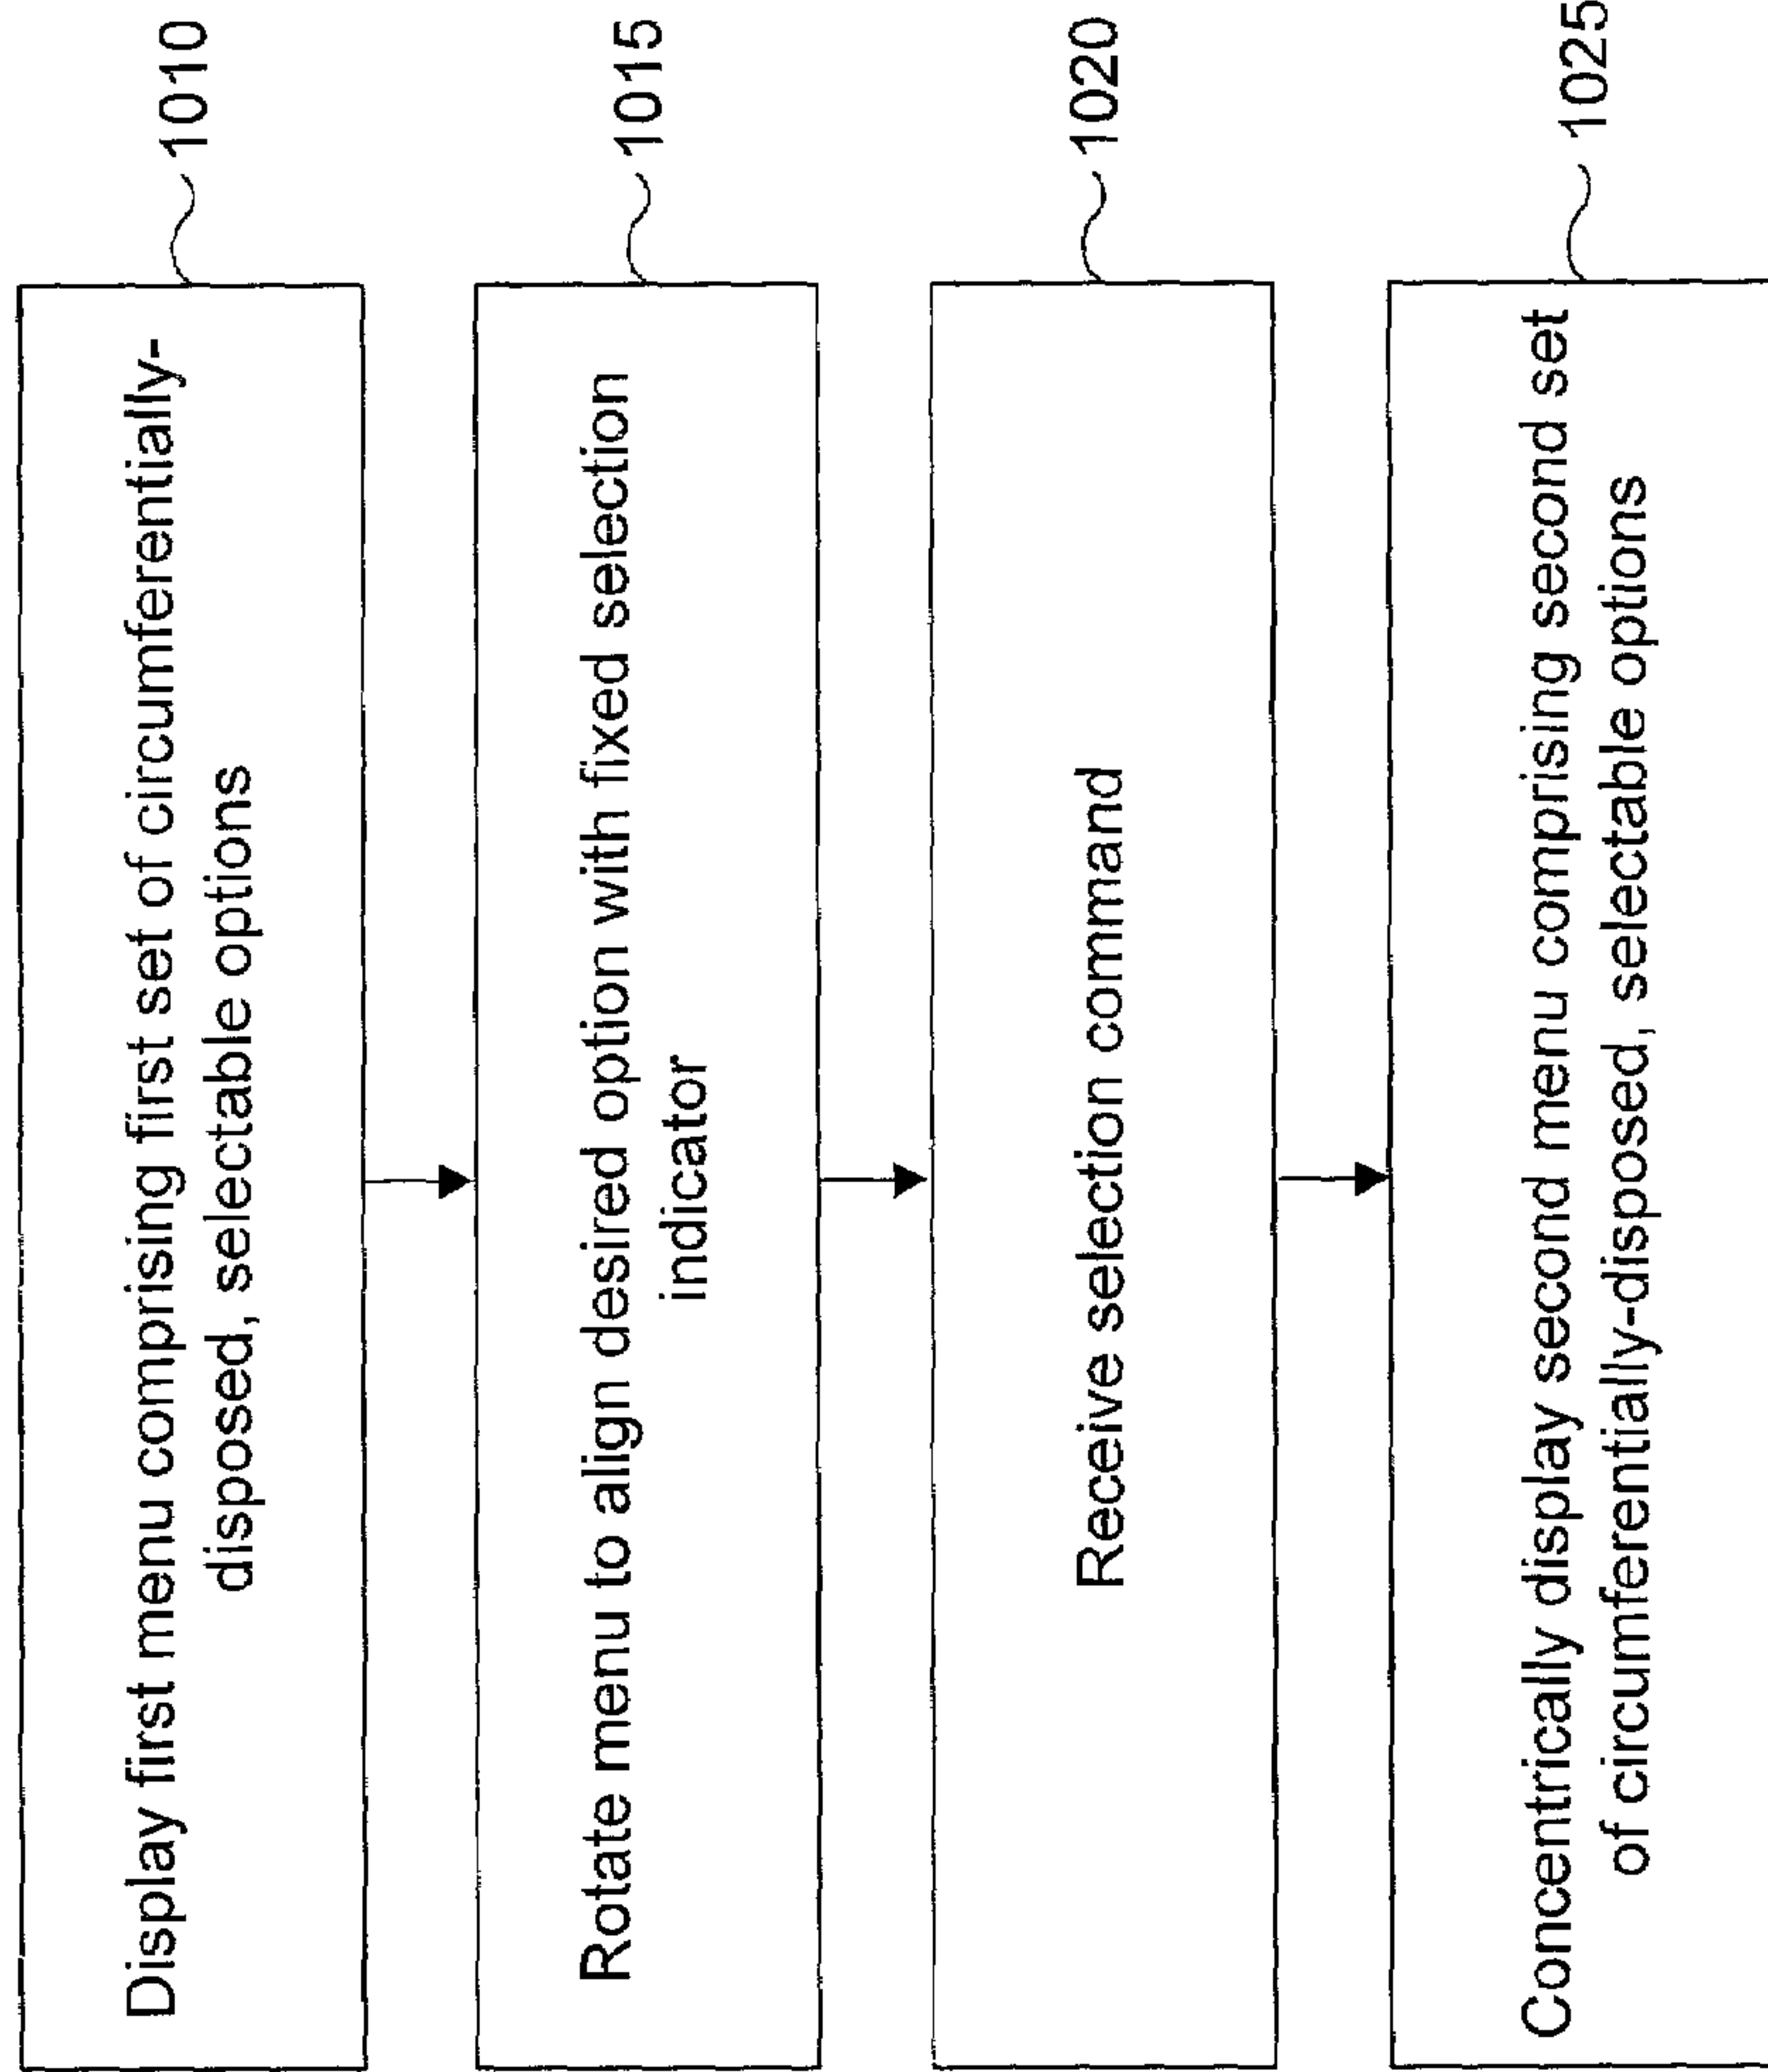 Display first menu comprising first set of circumferentially-
disposed, selectable options
1010
Rotate menu to align desired option with fixed selection
indicator
1015
Receive selection command
1020
Concentrically display second menu comprising second set
of circumferentially-disposed, selectable options
1025